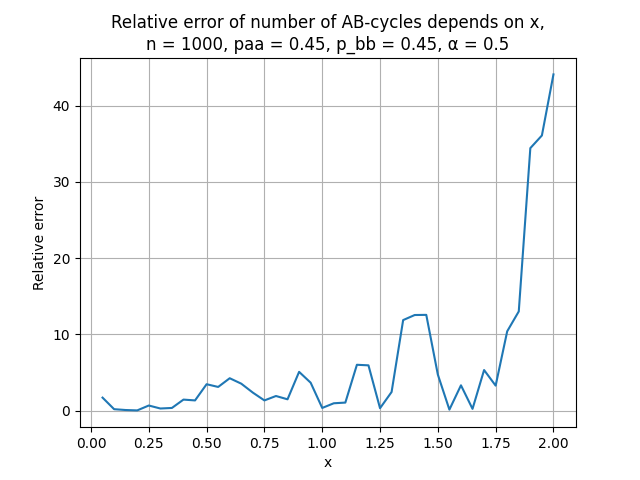 Relative error of number of AB-cycles depends on x,
n = 1000, paa = 0.45, p_bb = 0.45, α = 0.5
Relative error
40
30
20
10
0
0.00 0.25 0.50 0.75 1.00 1.25 1.50 1.75 2.00
x